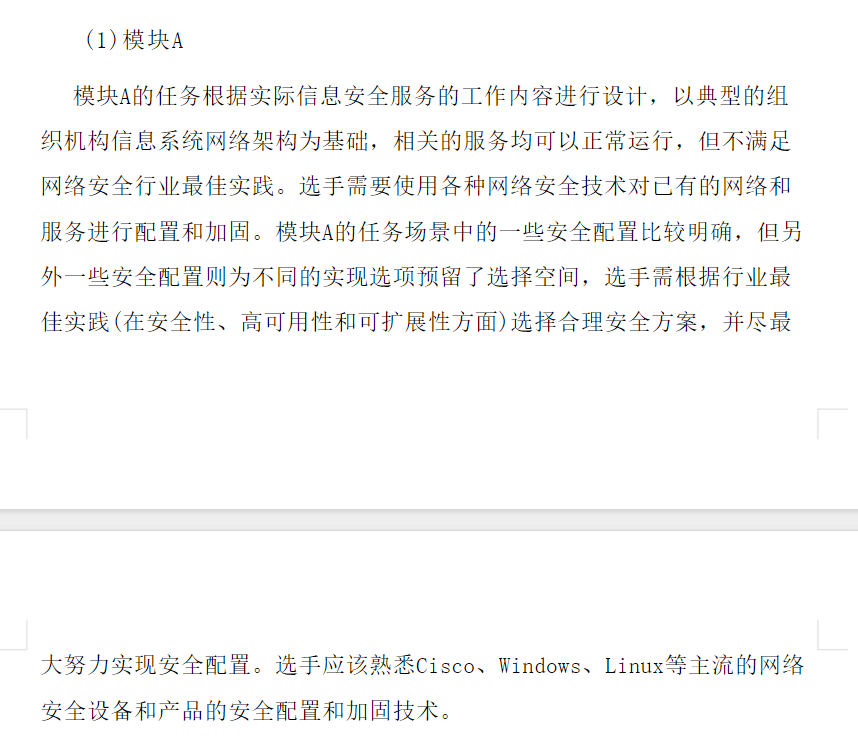 (1)模块A
模块A的任务根据实际信息安全服务的工作内容进行设计，以典型的组
织机构信息系统网络架构为基础，相关的服务均可以正常运行，但不满足
网络安全行业最佳实践。选手需要使用各种网络安全技术对已有的网络和
服务进行配置和加固。模块A的任务场景中的一些安全配置比较明确，但另
外一些安全配置则为不同的实现选项预留了选择空间，选手需根据行业最
佳实践(在安全性、高可用性和可扩展性方面)选择合理安全方案，并尽最
大努力实现安全配置。选手应该熟悉Cisco、Windows、Linux等主流的网络
安全设备和产品的安全配置和加固技术。